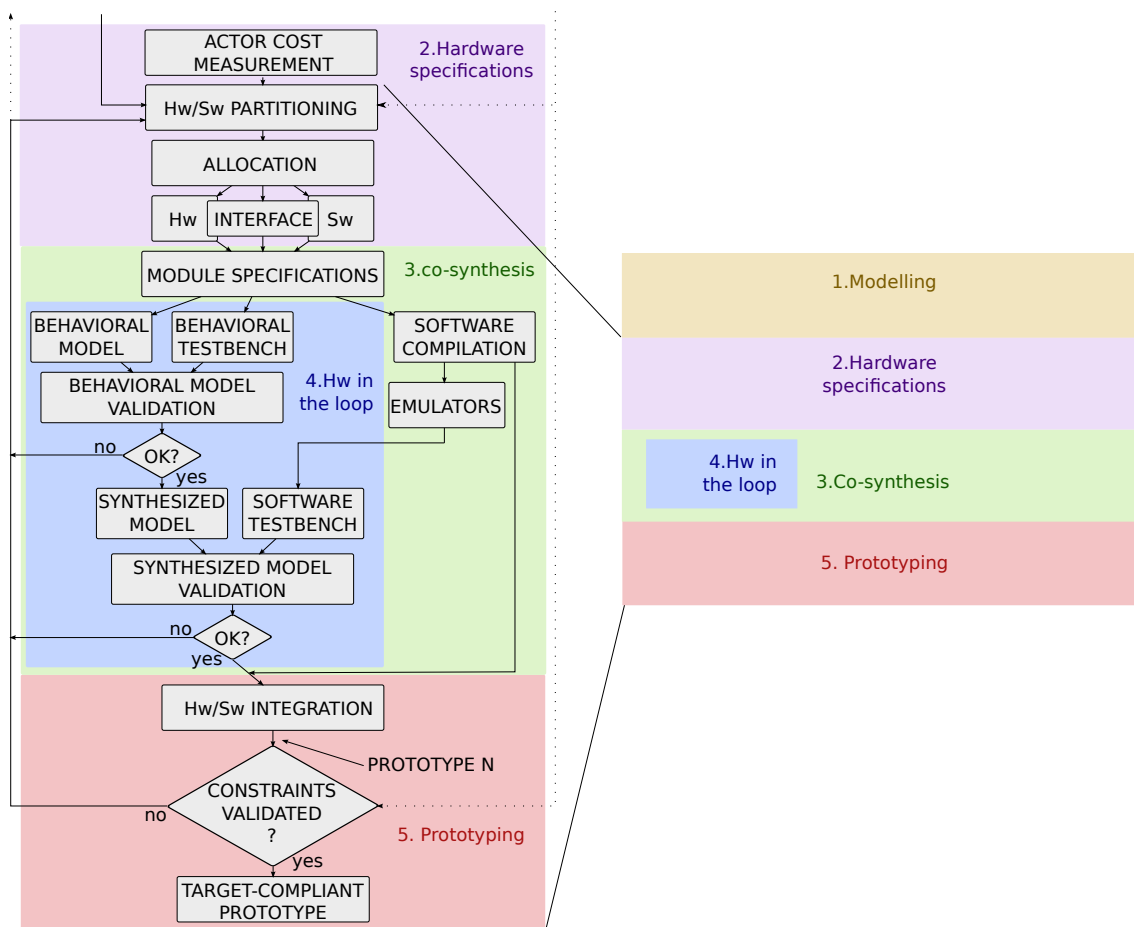 ACTOR COST
MEASUREMENT
2.Hardware
specifications
Hw/Sw PARTITIONING
ALLOCATION
Hw
INTERFACE
Sw
MODULE SPECIFICATIONS
3.co-synthesis
BEHAVIORAL
MODEL
BEHAVIORAL
TESTBENCH
SOFTWARE
COMPILATION
BEHAVIORAL MODEL
VALIDATION
4.Hw in
the loop
EMULATORS
no
OK?
yes
SYNTHESIZED
MODEL
SOFTWARE
TESTBENCH
SYNTHESIZED MODEL
VALIDATION
no
OK?
yes
Hw/Sw INTEGRATION
PROTOTYPE N
CONSTRAINTS
VALIDATED
?
no
5. Prototyping
yes
TARGET-COMPLIANT
PROTOTYPE
1.Modelling
2.Hardware
specifications
4.Hw in
the loop
3.Co-synthesis
5. Prototyping